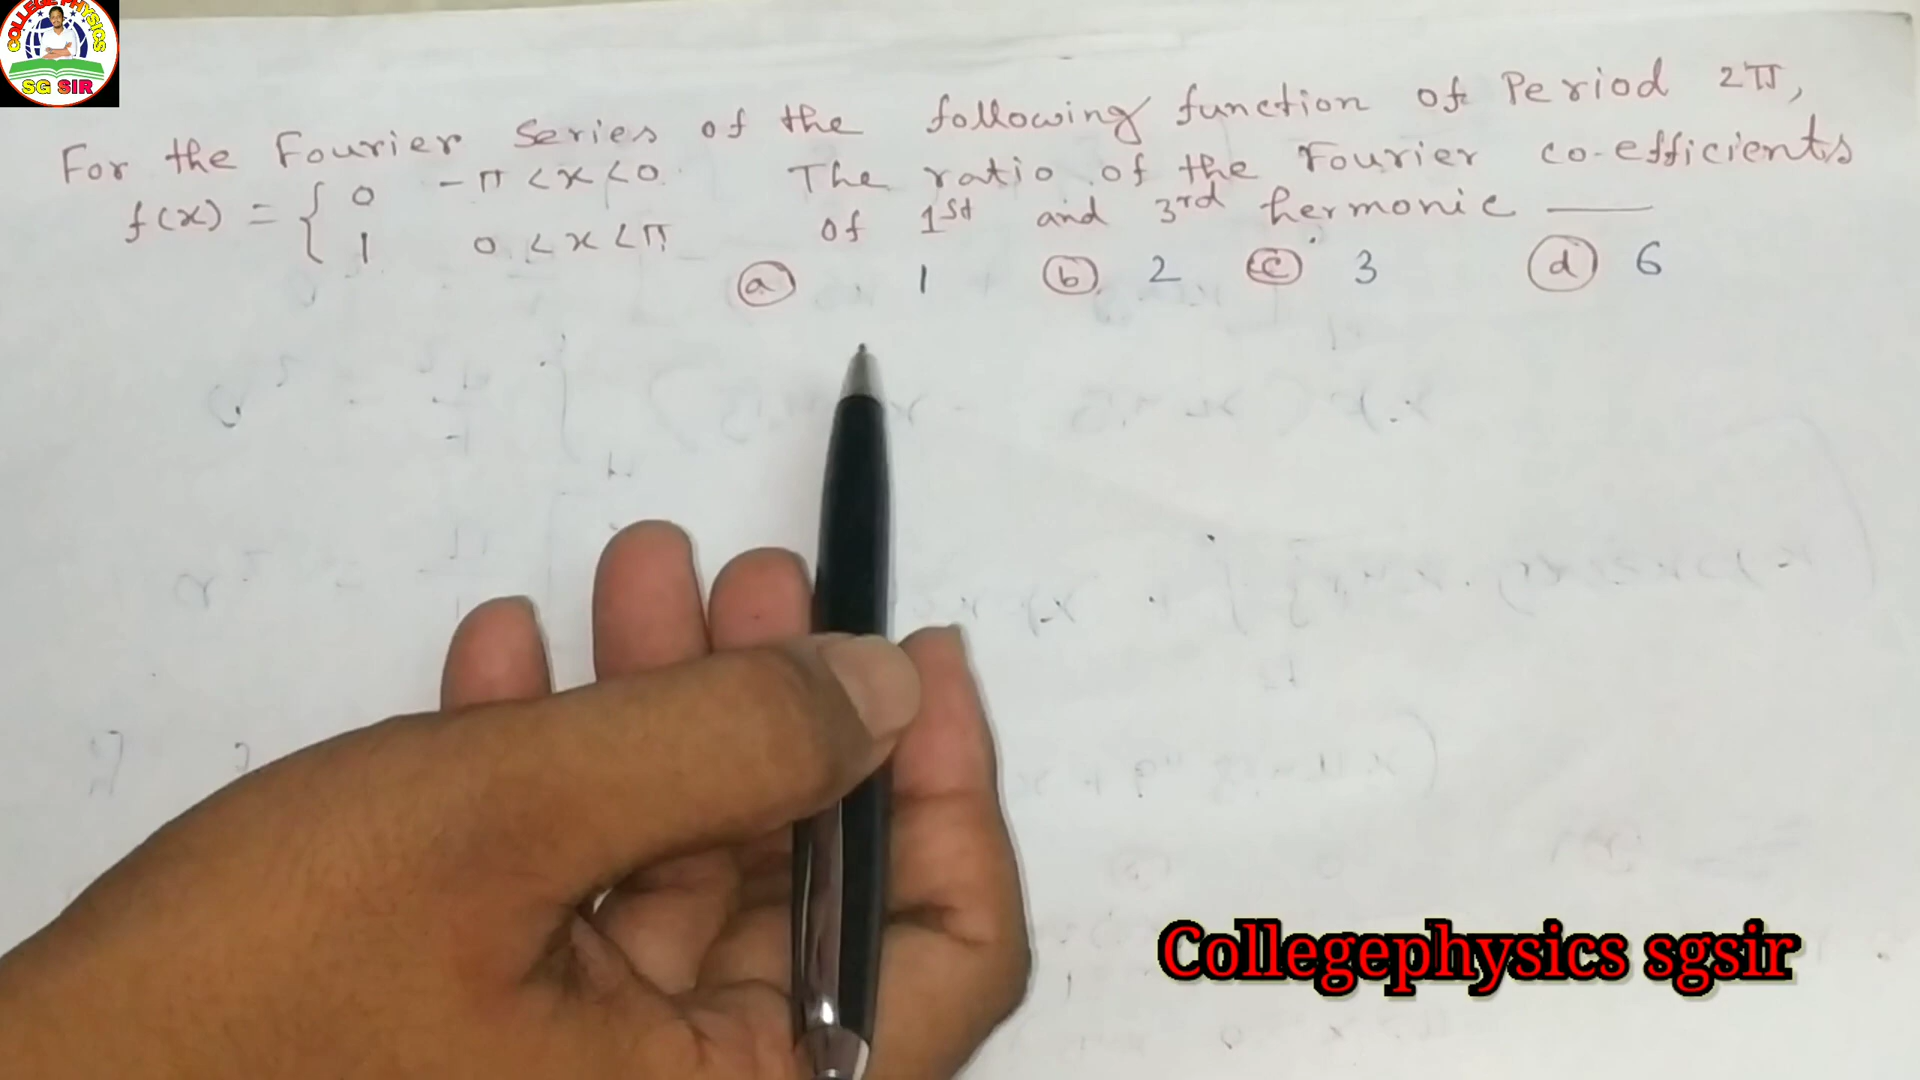 COLLEGE PHYSICS
SG SIR
For the Fourier Series of the following function of Period 2π,
f(x) = { 0 -π < x < 0 The ratio of the Fourier co-efficients
1 0 < x < π of 1st and 3rd hermonic ____
(a) 1 (b) 2 (c) 3 (d) 6
Collegephysics sgsir